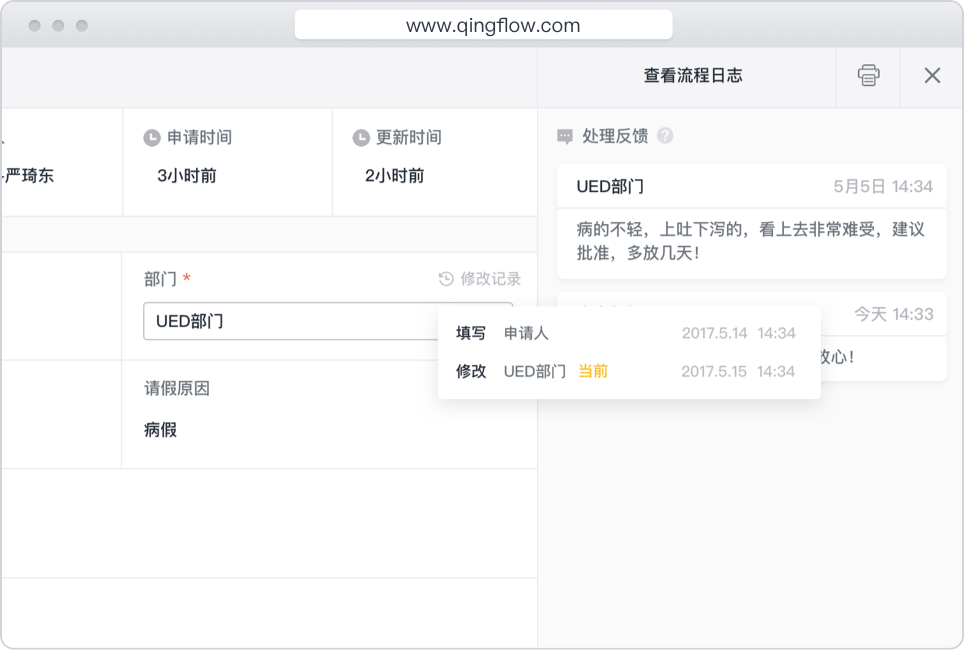 www.qingflow.com
查看流程日志
申请时间
更新时间
严琦东
3小时前
2小时前
处理反馈
UED部门
5月5日 14:34
病的不轻，上吐下泻的，看上去非常难受，建议
批准，多放几天！
部门 *
修改记录
UED部门
今天 14:33
填写 申请人 2017.5.14 14:34
心！
修改 UED部门 当前 2017.5.15 14:34
请假原因
病假